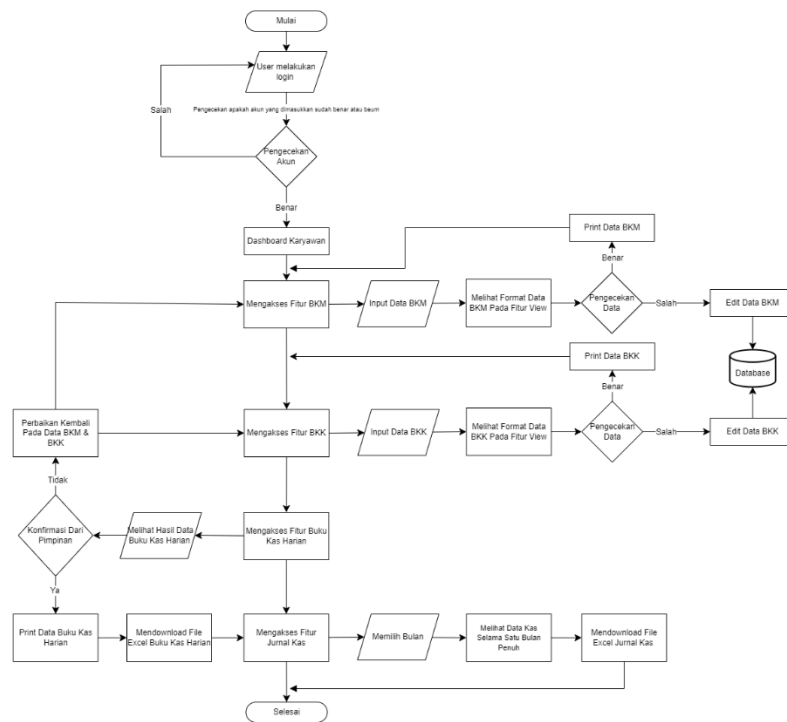 Mulai
User melakukan
login
Salah
Pengecekan apakah akun yang dimasukkan sudah benar atau beum
Pengecekan
Akun
Benar
Dashboard Karyawan
Print Data BKM
Benar
Mengakses Fitur BKM
Input Data BKM
Melihat Format Data
BKM Pada Fitur View
Pengecekan
Data
Salah
Edit Data BKM
Print Data BKK
Database
Benar
Perbaikan Kembali
Pada Data BKM &
BKK
Mengakses Fitur BKK
Input Data BKK
Melihat Format Data
BKK Pada Fitur View
Pengecekan
Data
Salah
Edit Data BKK
Tidak
Konfirmasi Dari
Pimpinan
Melihat Hasil Data
Buku Kas Harian
Mengakses Fitur Buku
Kas Harian
Ya
Print Data Buku Kas
Harian
Mendownload File
Excel Buku Kas Harian
Mengakses Fitur
Jurnal Kas
Memilih Bulan
Melihat Data Kas
Selama Satu Bulan
Penuh
Mendownload File
Excel Jurnal Kas
Selesai